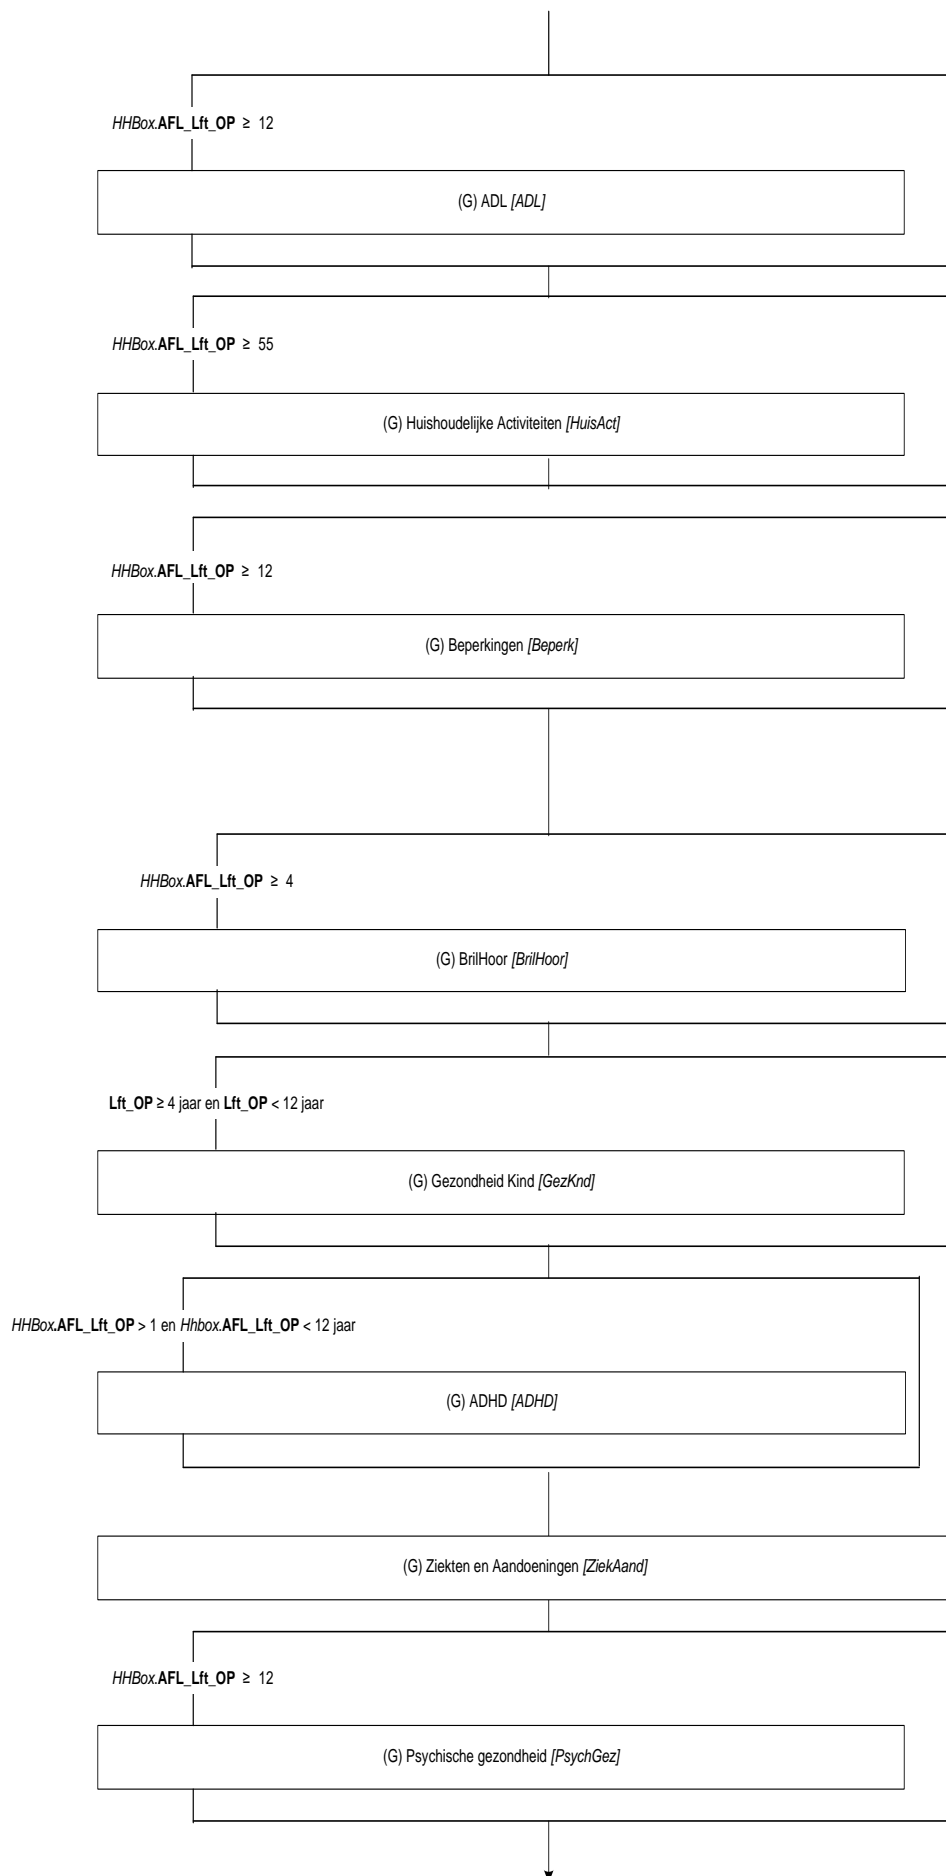 HHBox.AFL_Lft_OP ≥ 12
(G) ADL [ADL]
HHBox.AFL_Lft_OP ≥ 55
(G) Huishoudelijke Activiteiten [HuisAct]
HHBox.AFL_Lft_OP ≥ 12
(G) Beperkingen [Beperk]
HHBox.AFL_Lft_OP ≥ 4
(G) BrilHoor [BrilHoor]
Lft_OP ≥ 4 jaar en Lft_OP < 12 jaar
(G) Gezondheid Kind [GezKnd]
HHBox.AFL_Lft_OP > 1 en Hhbox.AFL_Lft_OP < 12 jaar
(G) ADHD [ADHD]
(G) Ziekten en Aandoeningen [ZiekAand]
HHBox.AFL_Lft_OP ≥ 12
(G) Psychische gezondheid [PsychGez]